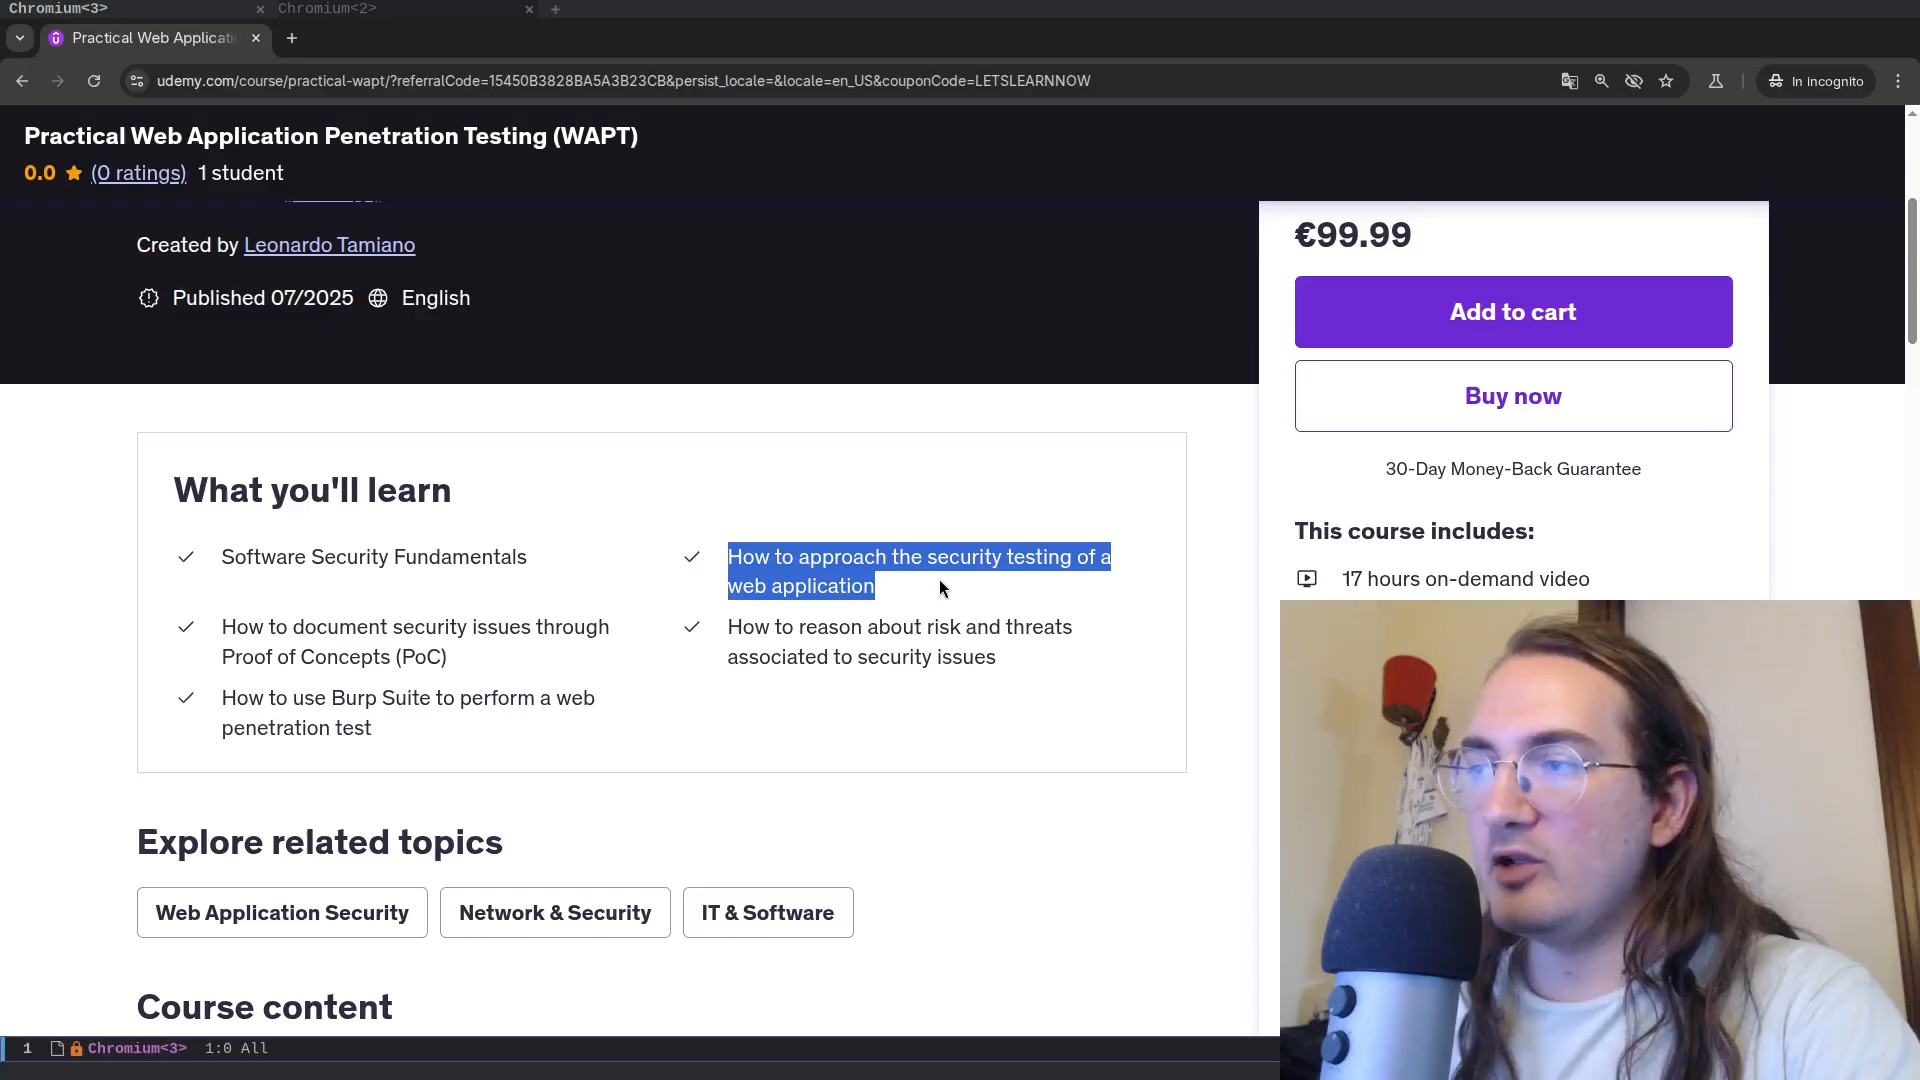 Chromium<3>
Chromium<2>
Practical Web Applicati
udemy.com/course/practical-wapt/?referralCode=15450B3828BA5A3B23CB&persist_locale=&locale=en_US&couponCode=LETSLEARNNOW
In incognito
Practical Web Application Penetration Testing (WAPT)
0.0 (0 ratings) 1 student
Created by Leonardo Tamiano
Published 07/2025 English
€99.99
Add to cart
Buy now
30-Day Money-Back Guarantee
This course includes:
17 hours on-demand video
What you'll learn
Software Security Fundamentals
How to approach the security testing of a
web application
How to document security issues through
Proof of Concepts (PoC)
How to reason about risk and threats
associated to security issues
How to use Burp Suite to perform a web
penetration test
Explore related topics
Web Application Security
Network & Security
IT & Software
Course content
1 Chromium<3> 1:0 All